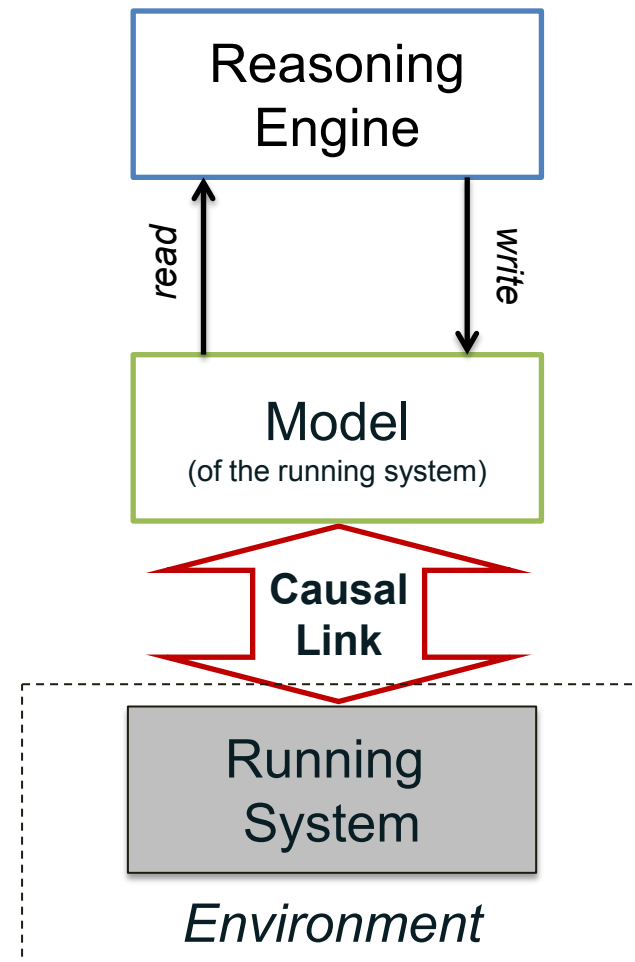 Reasoning
Engine
read
write
Model
(of the running system)
Causal
Link
Running
System
Environment